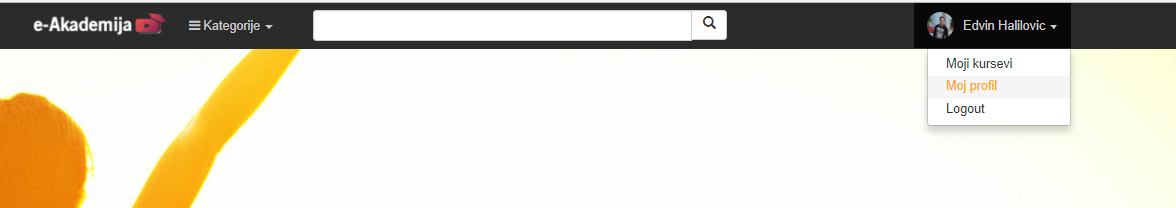 e-Akademija
Kategorije
Edvin Halilovic
Moji kursevi
Moj profil
Logout